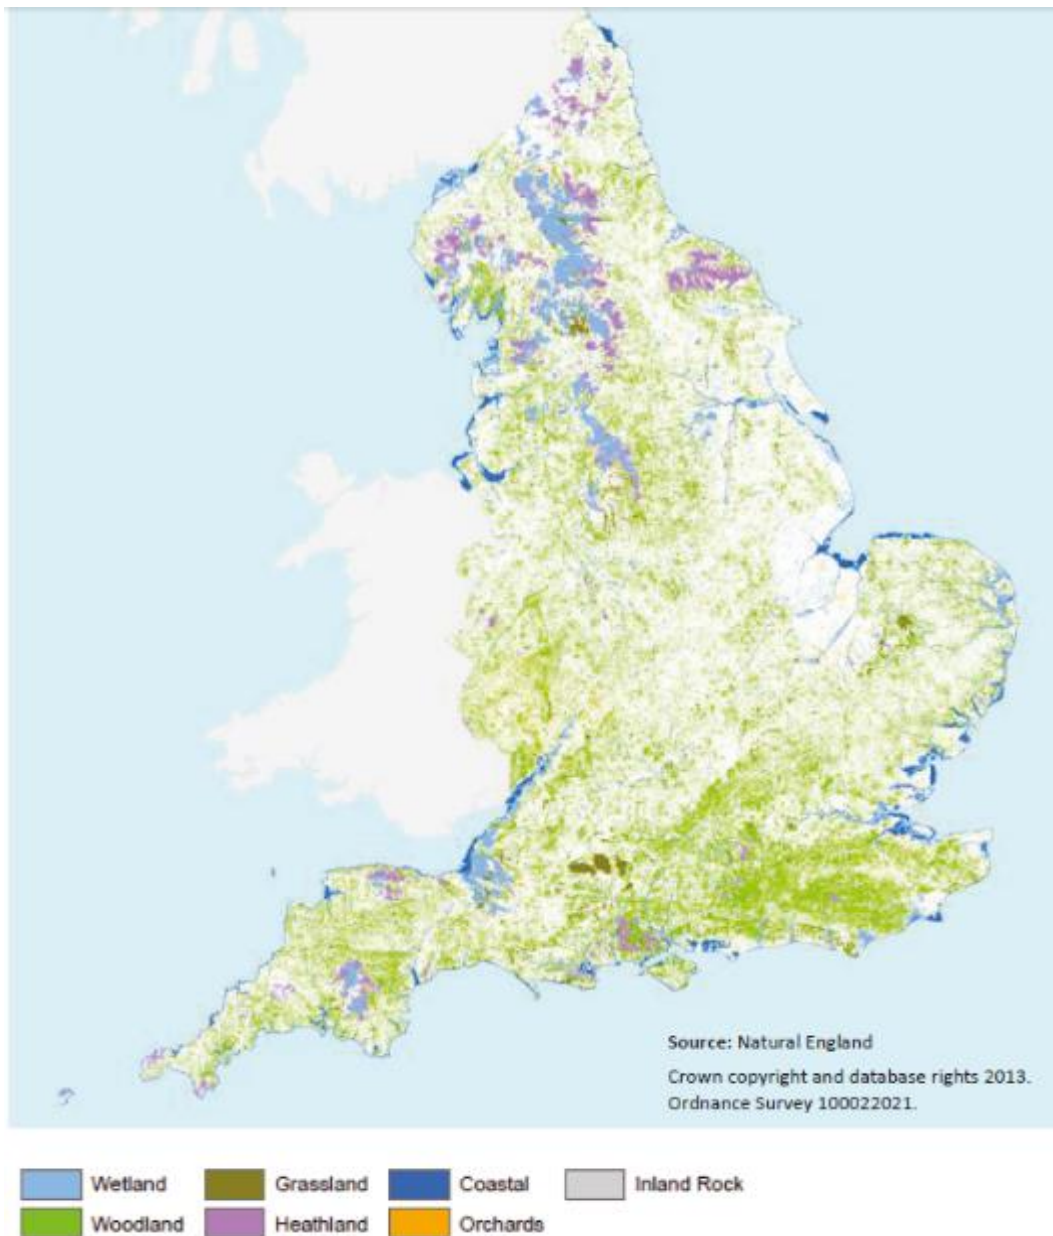 Source: Natural England
Crown copyright and database rights 2013.
Ordnance Survey 100022021.
Wetland Grassland Coastal Inland Rock
Woodland Heathland Orchards